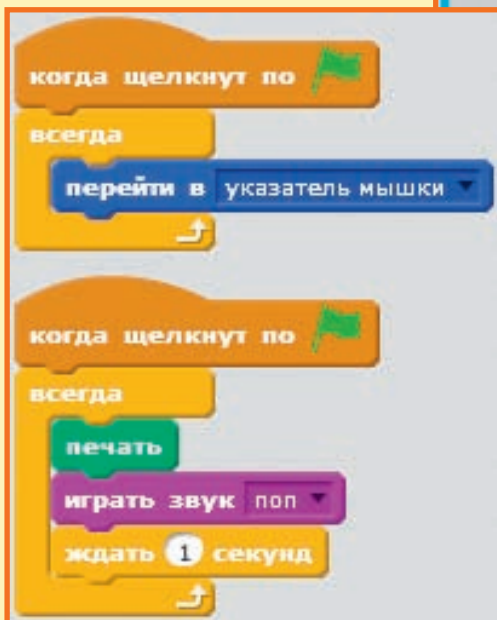 когда щелкнут по
всегда
перейти в указатель мышки
когда щелкнут по
всегда
печать
играть звук поп
ждать 1 секунд